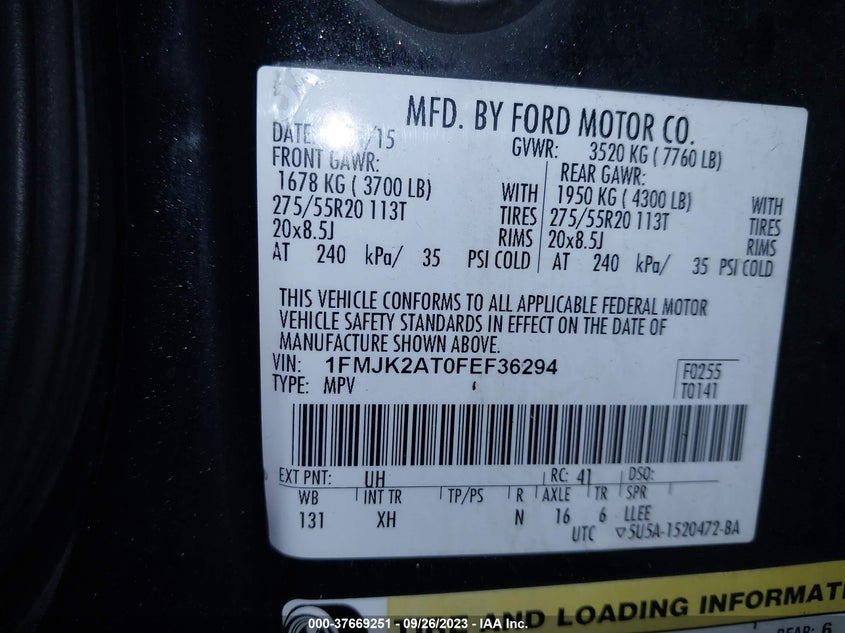 MFD. BY FORD MOTOR CO.
DATE: /15 GVWR: 3520 KG ( 7760 LB)
FRONT GAWR: REAR GAWR:
1678 KG ( 3700 LB) WITH 1950 KG ( 4300 LB) WITH
275/55R20 113T TIRES 275/55R20 113T TIRES
20x8.5J RIMS 20x8.5J RIMS
AT 240 kPa/ 35 PSI COLD AT 240 kPa/ 35 PSI COLD
THIS VEHICLE CONFORMS TO ALL APPLICABLE FEDERAL MOTOR
VEHICLE SAFETY STANDARDS IN EFFECT ON THE DATE OF
MANUFACTURE SHOWN ABOVE.
VIN: 1FMJK2AT0FEF36294 F0255
TYPE: MPV T0141
EXT PNT: UH RC: 41 DSO:
WB INT TR TP/PS R AXLE TR SPR
131 XH N 16 6 LLEE
UTC ▽5U5A-1520472-BA
TIRE AND LOADING INFORMATI
REAR: 6
000-37669251 - 09/26/2023 - IAA Inc.